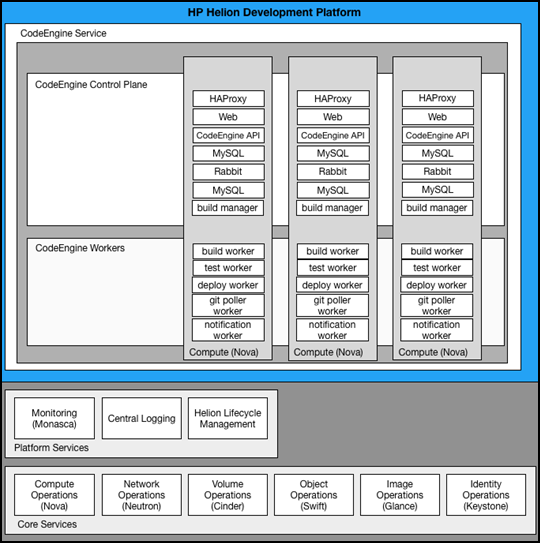 HP Helion Development Platform
CodeEngine Service
CodeEngine Control Plane
HAProxy
Web
CodeEngine API
MySQL
Rabbit
MySQL
build manager
HAProxy
Web
CodeEngine API
MySQL
Rabbit
MySQL
build manager
HAProxy
Web
CodeEngine API
MySQL
Rabbit
MySQL
build manager
CodeEngine Workers
build worker
test worker
deploy worker
git poller
worker
notification
worker
Compute (Nova)
build worker
test worker
deploy worker
git poller
worker
notification
worker
Compute (Nova)
build worker
test worker
deploy worker
git poller
worker
notification
worker
Compute (Nova)
Monitoring
(Monasca)
Central Logging
Helion Lifecycle
Management
Platform Services
Compute
Operations
(Nova)
Network
Operations
(Neutron)
Volume
Operations
(Cinder)
Object
Operations
(Swift)
Image
Operations
(Glance)
Identity
Operations
(Keystone)
Core Services